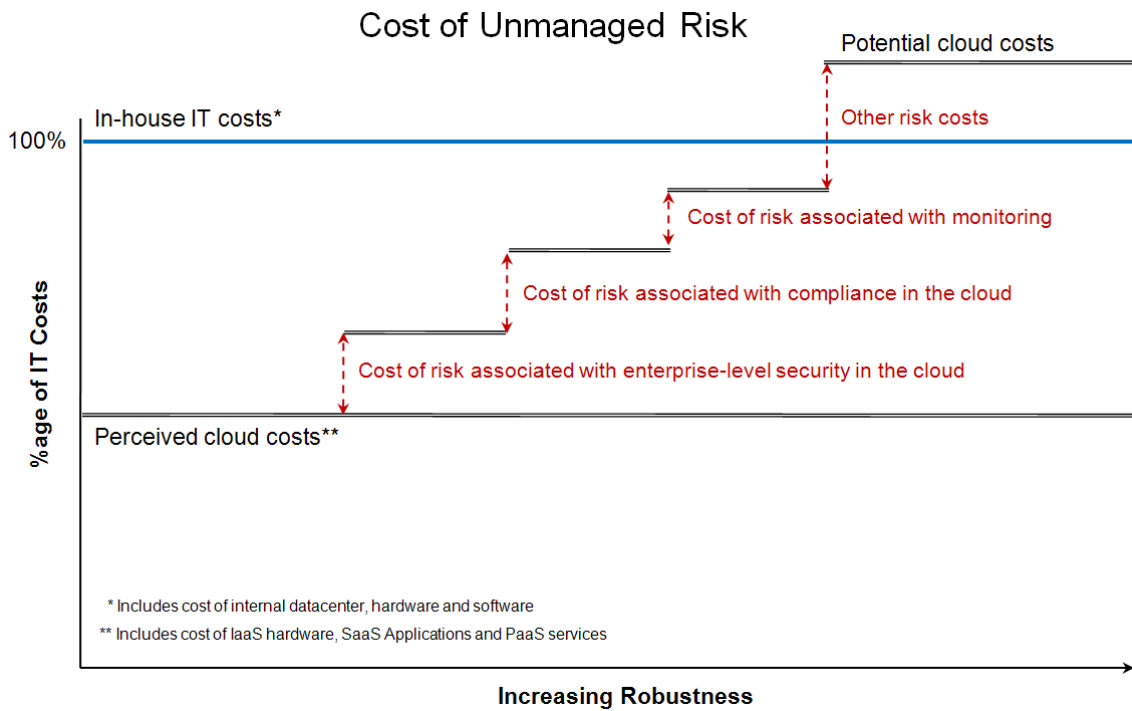 Cost of Unmanaged Risk
Potential cloud costs
In-house IT costs*
Other risk costs
100%
Cost of risk associated with monitoring
Cost of risk associated with compliance in the cloud
Cost of risk associated with enterprise-level security in the cloud
%age of IT Costs
Perceived cloud costs**
* Includes cost of internal datacenter, hardware and software
** Includes cost of IaaS hardware, SaaS Applications and PaaS services
Increasing Robustness